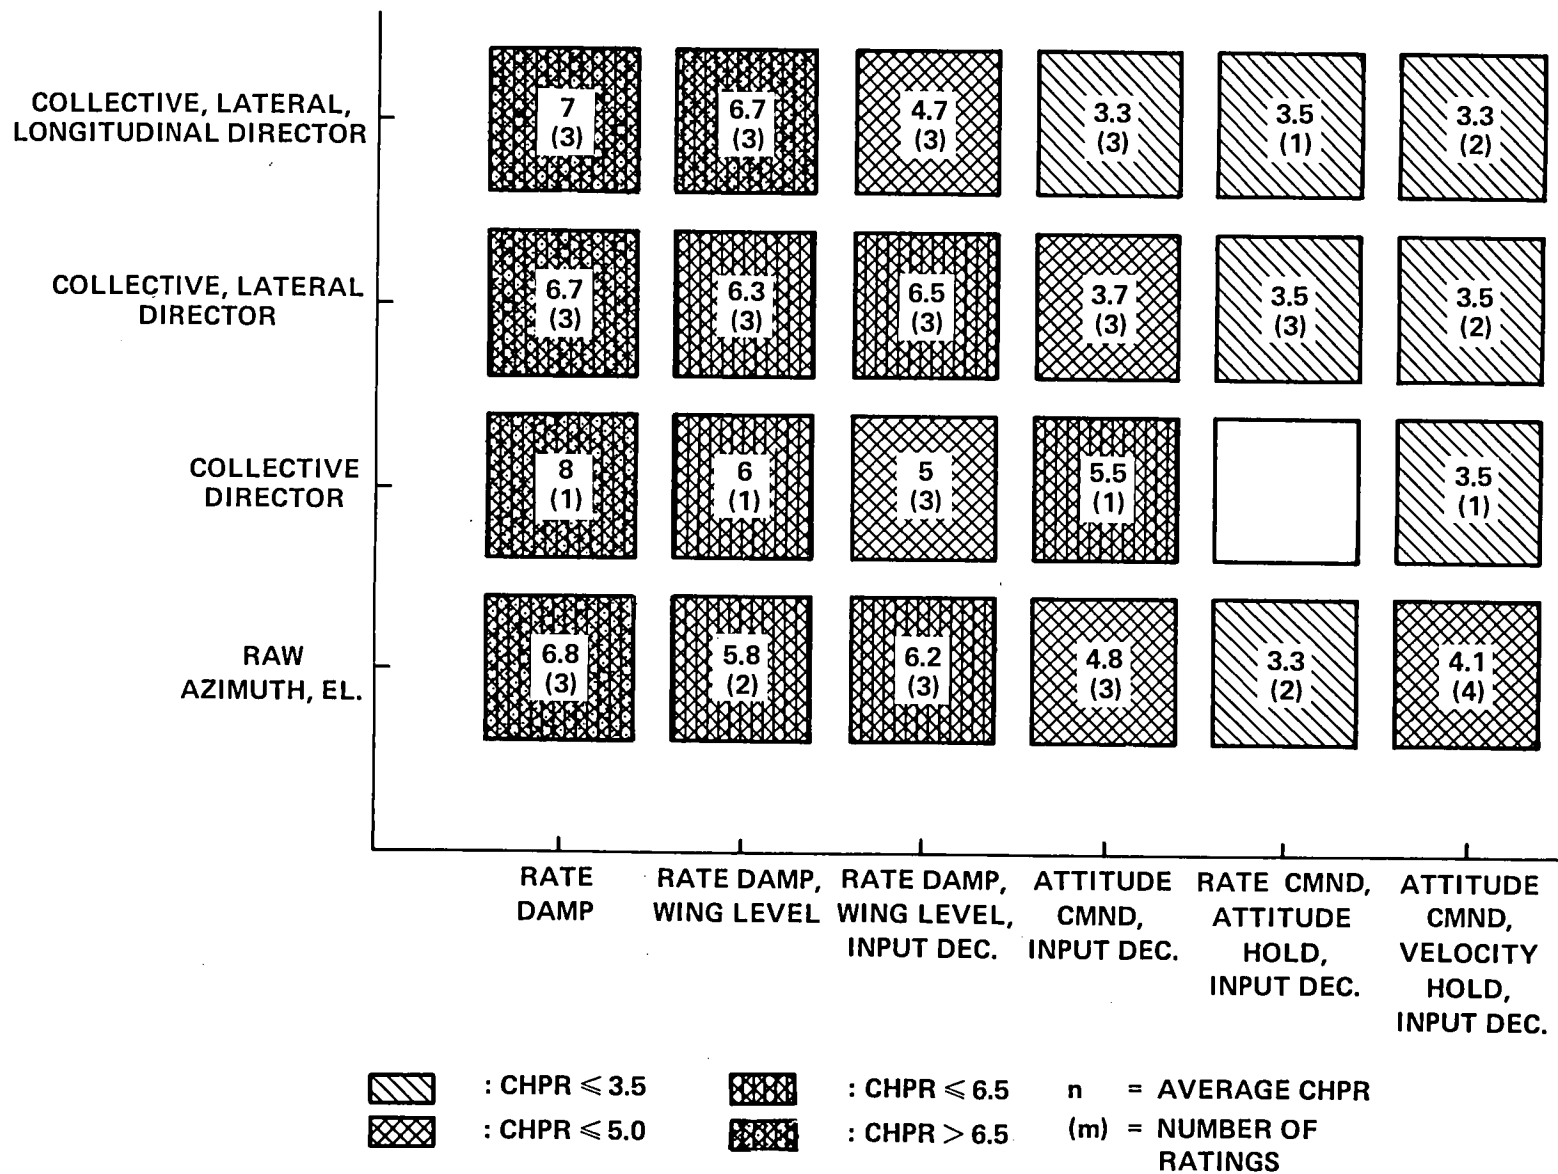 COLLECTIVE, LATERAL,
LONGITUDINAL DIRECTOR
7
(3)
6.7
(3)
4.7
(3)
3.3
(3)
3.5
(1)
3.3
(2)
COLLECTIVE, LATERAL
DIRECTOR
6.7
(3)
6.3
(3)
6.5
(3)
3.7
(3)
3.5
(3)
3.5
(2)
COLLECTIVE
DIRECTOR
8
(1)
6
(1)
5
(3)
5.5
(1)
3.5
(1)
RAW
AZIMUTH, EL.
6.8
(3)
5.8
(2)
6.2
(3)
4.8
(3)
3.3
(2)
4.1
(4)
RATE
DAMP
RATE DAMP,
WING LEVEL
RATE DAMP,
WING LEVEL,
INPUT DEC.
ATTITUDE
CMND,
INPUT DEC.
RATE CMND,
ATTITUDE
HOLD,
INPUT DEC.
ATTITUDE
CMND,
VELOCITY
HOLD,
INPUT DEC.
: CHPR ⩽ 3.5
: CHPR ⩽ 5.0
: CHPR ⩽ 6.5
: CHPR > 6.5
n = AVERAGE CHPR
(m) = NUMBER OF
RATINGS